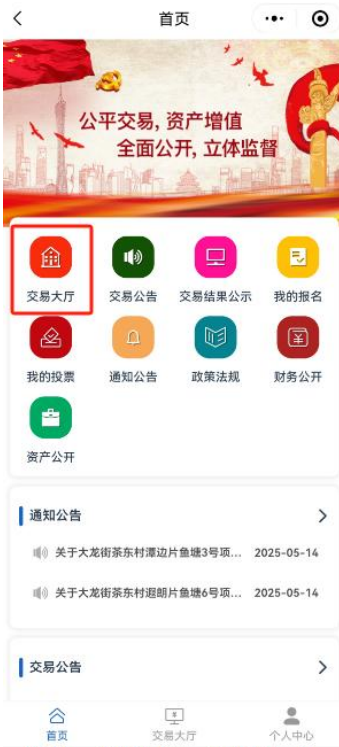 首页
公平交易, 资产增值
全面公开, 立体监督
交易大厅
交易公告
交易结果公示
我的报名
我的投票
通知公告
政策法规
财务公开
资产公开
通知公告
关于大龙街茶东村潭边片鱼塘3号项... 2025-05-14
关于大龙街茶东村迳朗片鱼塘6号项... 2025-05-14
交易公告
首页
交易大厅
个人中心